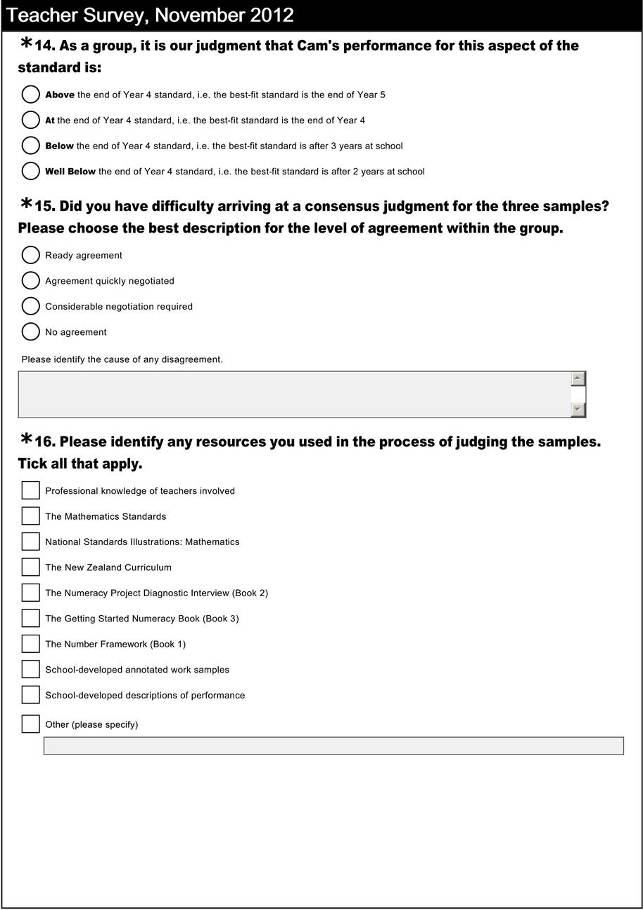 Teacher Survey, November 2012
*14. As a group, it is our judgment that Cam's performance for this aspect of the
standard is:
Above the end of Year 4 standard, i.e. the best-fit standard is the end of Year 5
At the end of Year 4 standard, i.e. the best-fit standard is the end of Year 4
Below the end of Year 4 standard, i.e. the best-fit standard is after 3 years at school
Well Below the end of Year 4 standard, i.e. the best-fit standard is after 2 years at school
*15. Did you have difficulty arriving at a consensus judgment for the three samples?
Please choose the best description for the level of agreement within the group.
Ready agreement
Agreement quickly negotiated
Considerable negotiation required
No agreement
Please identify the cause of any disagreement.
*16. Please identify any resources you used in the process of judging the samples.
Tick all that apply.
Professional knowledge of teachers involved
The Mathematics Standards
National Standards Illustrations: Mathematics
The New Zealand Curriculum
The Numeracy Project Diagnostic Interview (Book 2)
The Getting Started Numeracy Book (Book 3)
The Number Framework (Book 1)
School-developed annotated work samples
School-developed descriptions of performance
Other (please specify)